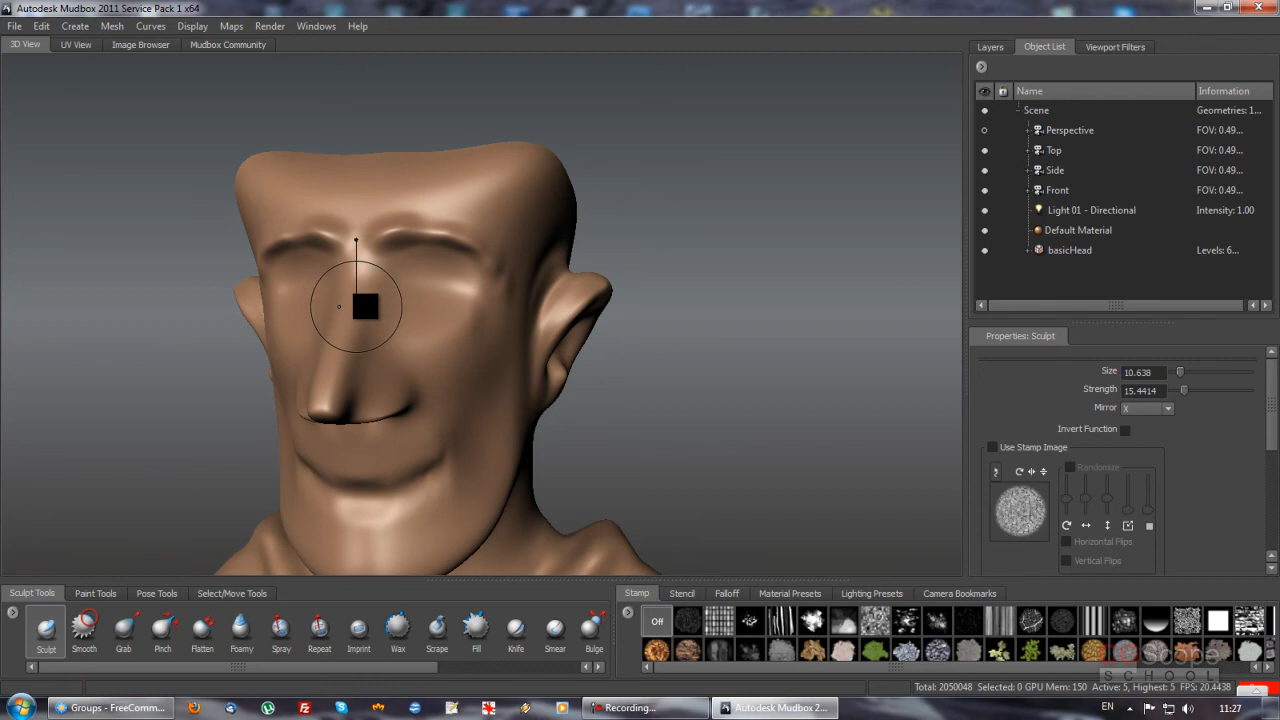 Autodesk Mudbox 2011 Service Pack 1 x64
File Edit Create Mesh Curves Display Maps Render Windows Help
3D View UV View Image Browser Mudbox Community
Layers Object List Viewport Filters
Name Information
Scene Geometries: 1...
Perspective FOV: 0.49...
Top FOV: 0.49...
Side FOV: 0.49...
Front FOV: 0.49...
Light 01 - Directional Intensity: 1.00
Default Material
basicHead Levels: 6...
Properties: Sculpt
Size 10.638
Strength 15.4414
Mirror X
Invert Function
Use Stamp Image
Randomize
Horizontal Flips
Vertical Flips
Sculpt Tools Paint Tools Pose Tools Select/Move Tools
Stamp Stencil Falloff Material Presets Lighting Presets Camera Bookmarks
Off
Sculpt Smooth Grab Pinch Flatten Foamy Spray Repeat Imprint Wax Scrape Fill Knife Smear Bulge
SCHOOL
Total: 2050048 Selected: 0 GPU Mem: 150 Active: 5, Highest: 5 FPS: 20.4438
Groups - FreeComm... Recording... Autodesk Mudbox 2... EN 11:27